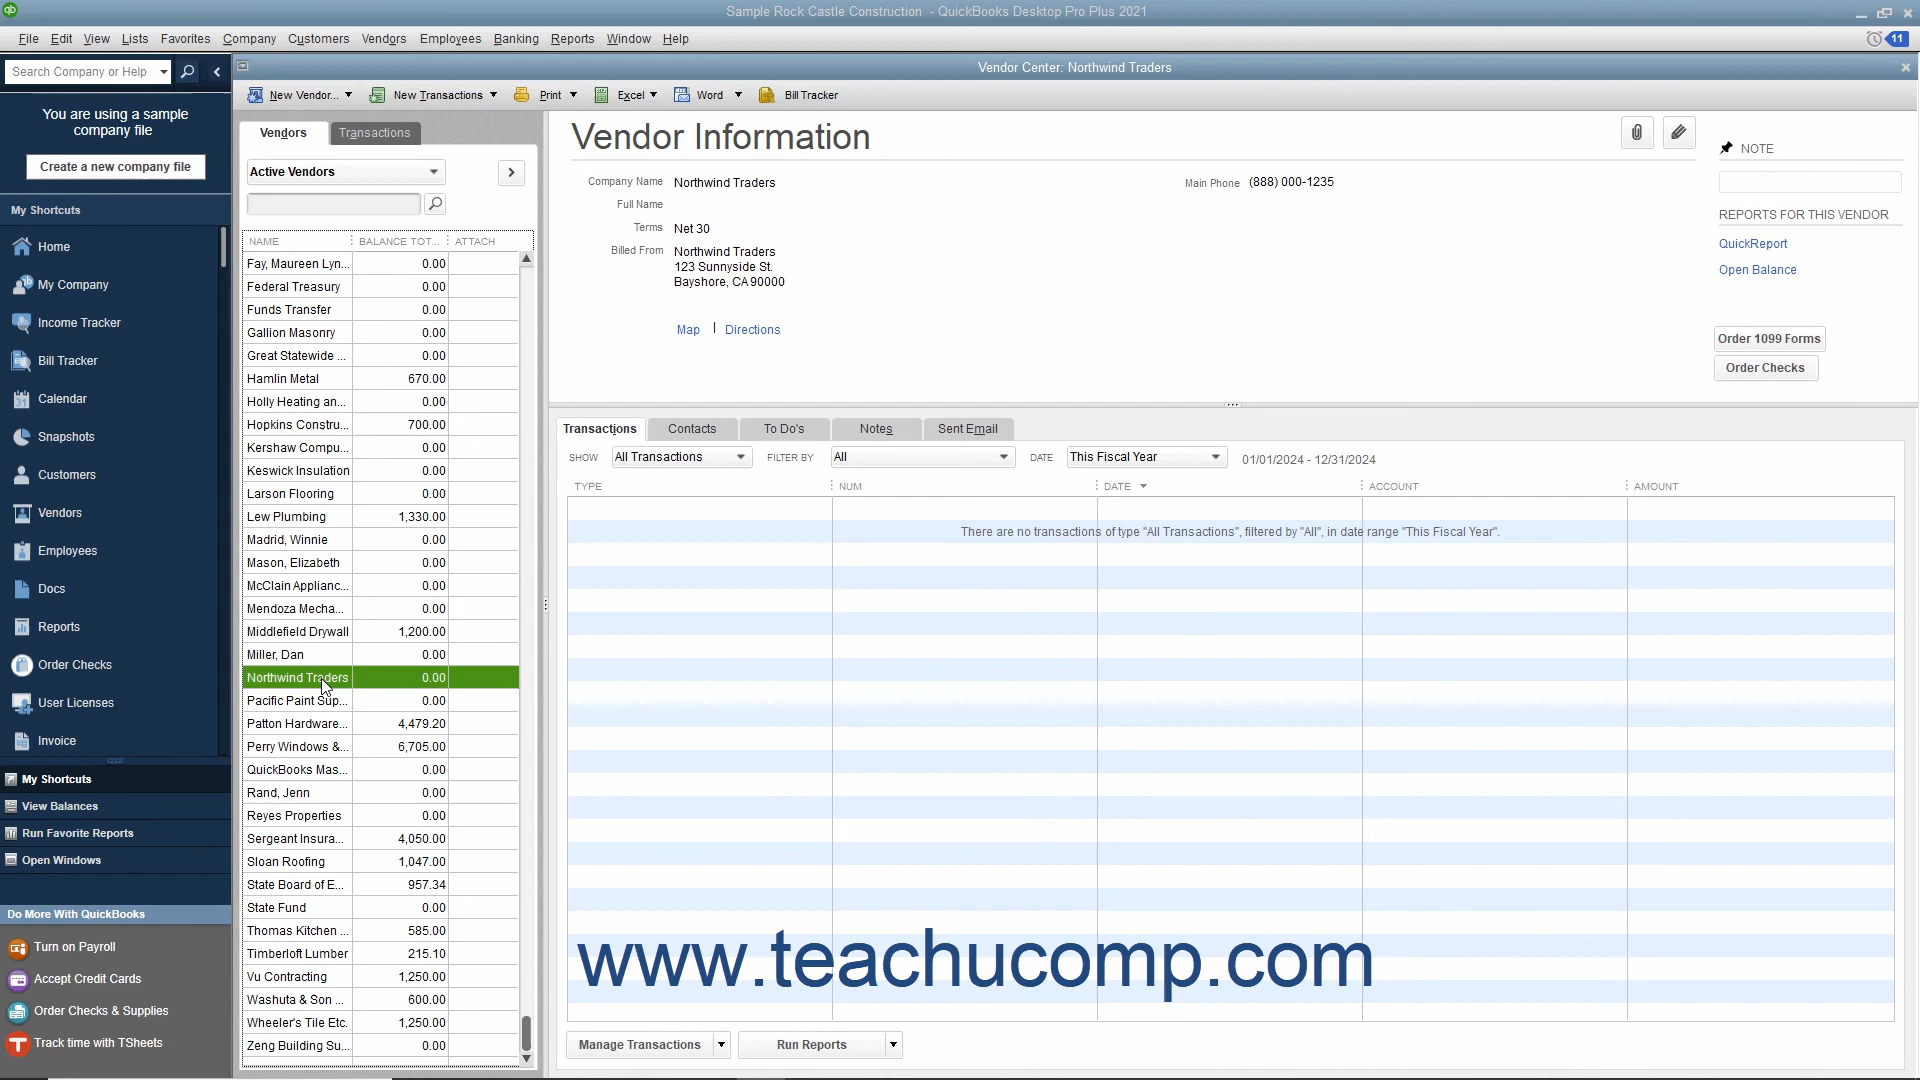 Sample Rock Castle Construction - QuickBooks Desktop Pro Plus 2021
File Edit View Lists Favorites Company Customers Vendors Employees Banking Reports Window Help
11
Search Company or Help
Vendor Center: Northwind Traders
You are using a sample
company file
Create a new company file
My Shortcuts
Home
My Company
Income Tracker
Bill Tracker
31
Calendar
Snapshots
Customers
Vendors
Employees
Docs
Reports
Order Checks
User Licenses
Invoice
My Shortcuts
View Balances
Run Favorite Reports
Open Windows
Do More With QuickBooks
Turn on Payroll
Accept Credit Cards
Order Checks & Supplies
Track time with TSheets
New Vendor... New Transactions Print Excel Word Bill Tracker
Vendors Transactions
Active Vendors
NAME BALANCE TOT... ATTACH
Fay, Maureen Lyn... 0.00
Federal Treasury 0.00
Funds Transfer 0.00
Gallion Masonry 0.00
Great Statewide ... 0.00
Hamlin Metal 670.00
Holly Heating an... 0.00
Hopkins Constru... 700.00
Kershaw Compu... 0.00
Keswick Insulation 0.00
Larson Flooring 0.00
Lew Plumbing 1,330.00
Madrid, Winnie 0.00
Mason, Elizabeth 0.00
McClain Applianc... 0.00
Mendoza Mecha... 0.00
Middlefield Drywall 1,200.00
Miller, Dan 0.00
Northwind Traders 0.00
Pacific Paint Sup... 0.00
Patton Hardware... 4,479.20
Perry Windows &... 6,705.00
QuickBooks Mas... 0.00
Rand, Jenn 0.00
Reyes Properties 0.00
Sergeant Insura... 4,050.00
Sloan Roofing 1,047.00
State Board of E... 957.34
State Fund 0.00
Thomas Kitchen ... 585.00
Timberloft Lumber 215.10
Vu Contracting 1,250.00
Washuta & Son ... 600.00
Wheeler's Tile Etc. 1,250.00
Zeng Building Su... 0.00
Vendor Information
Company Name Northwind Traders
Main Phone (888) 000-1235
Full Name
Terms Net 30
Billed From Northwind Traders
123 Sunnyside St.
Bayshore, CA 90000
Map | Directions
NOTE
REPORTS FOR THIS VENDOR
QuickReport
Open Balance
Order 1099 Forms
Order Checks
Transactions Contacts To Do's Notes Sent Email
SHOW All Transactions FILTER BY All DATE This Fiscal Year 01/01/2024 - 12/31/2024
TYPE NUM DATE ACCOUNT AMOUNT
There are no transactions of type "All Transactions", filtered by "All", in date range "This Fiscal Year".
www.teachucomp.com
Manage Transactions Run Reports